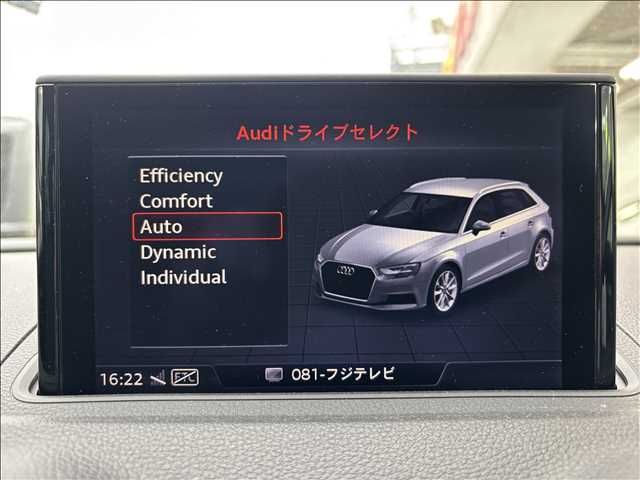 Audiドライブセレクト
Efficiency
Comfort
Auto
Dynamic
Individual
16:22 ETC 081-フジテレビ